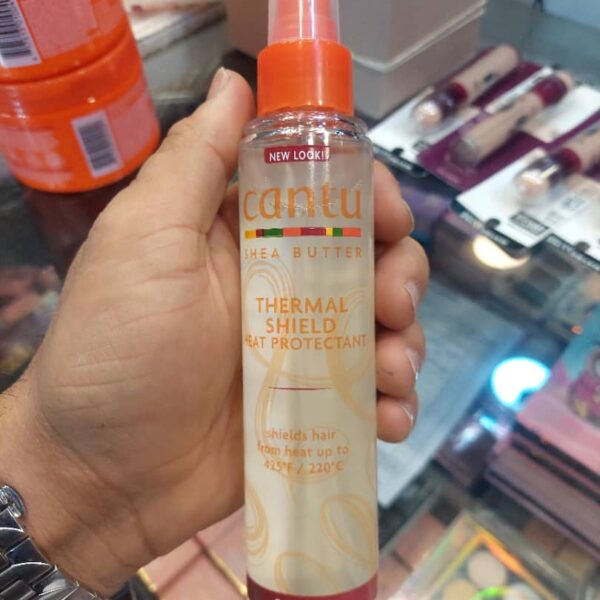 NEW LOOK!
cantu
SHEA BUTTER
THERMAL
SHIELD
HEAT PROTECTANT
shields hair
from heat up to
425°F / 220°C